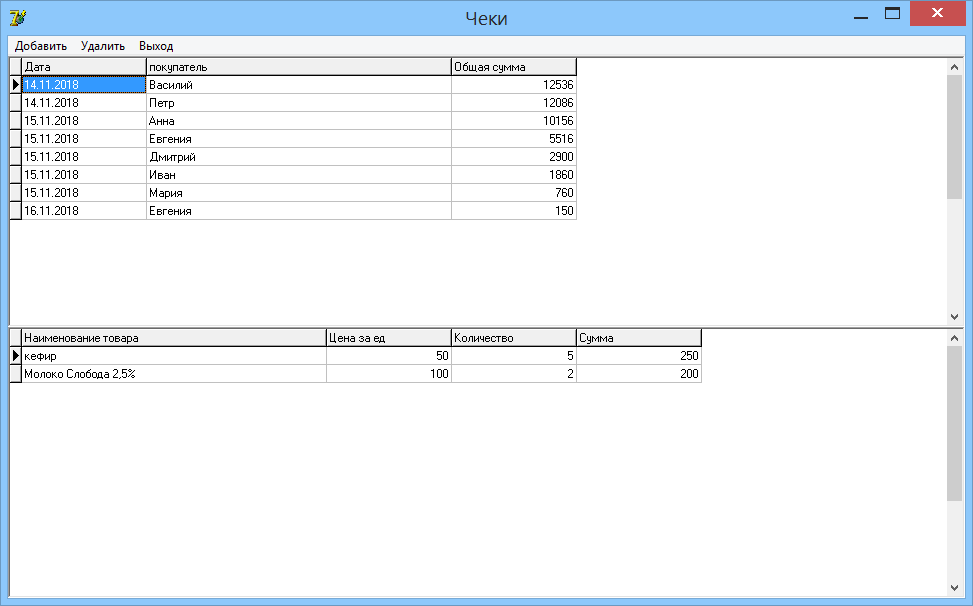 Чеки
Добавить Удалить Выход
Дата покупатель Общая сумма
14.11.2018 Василий 12536
14.11.2018 Петр 12086
15.11.2018 Анна 10156
15.11.2018 Евгения 5516
15.11.2018 Дмитрий 2900
15.11.2018 Иван 1860
15.11.2018 Мария 760
16.11.2018 Евгения 150
Наименование товара Цена за ед Количество Сумма
кефир 50 5 250
Молоко Слобода 2,5% 100 2 200